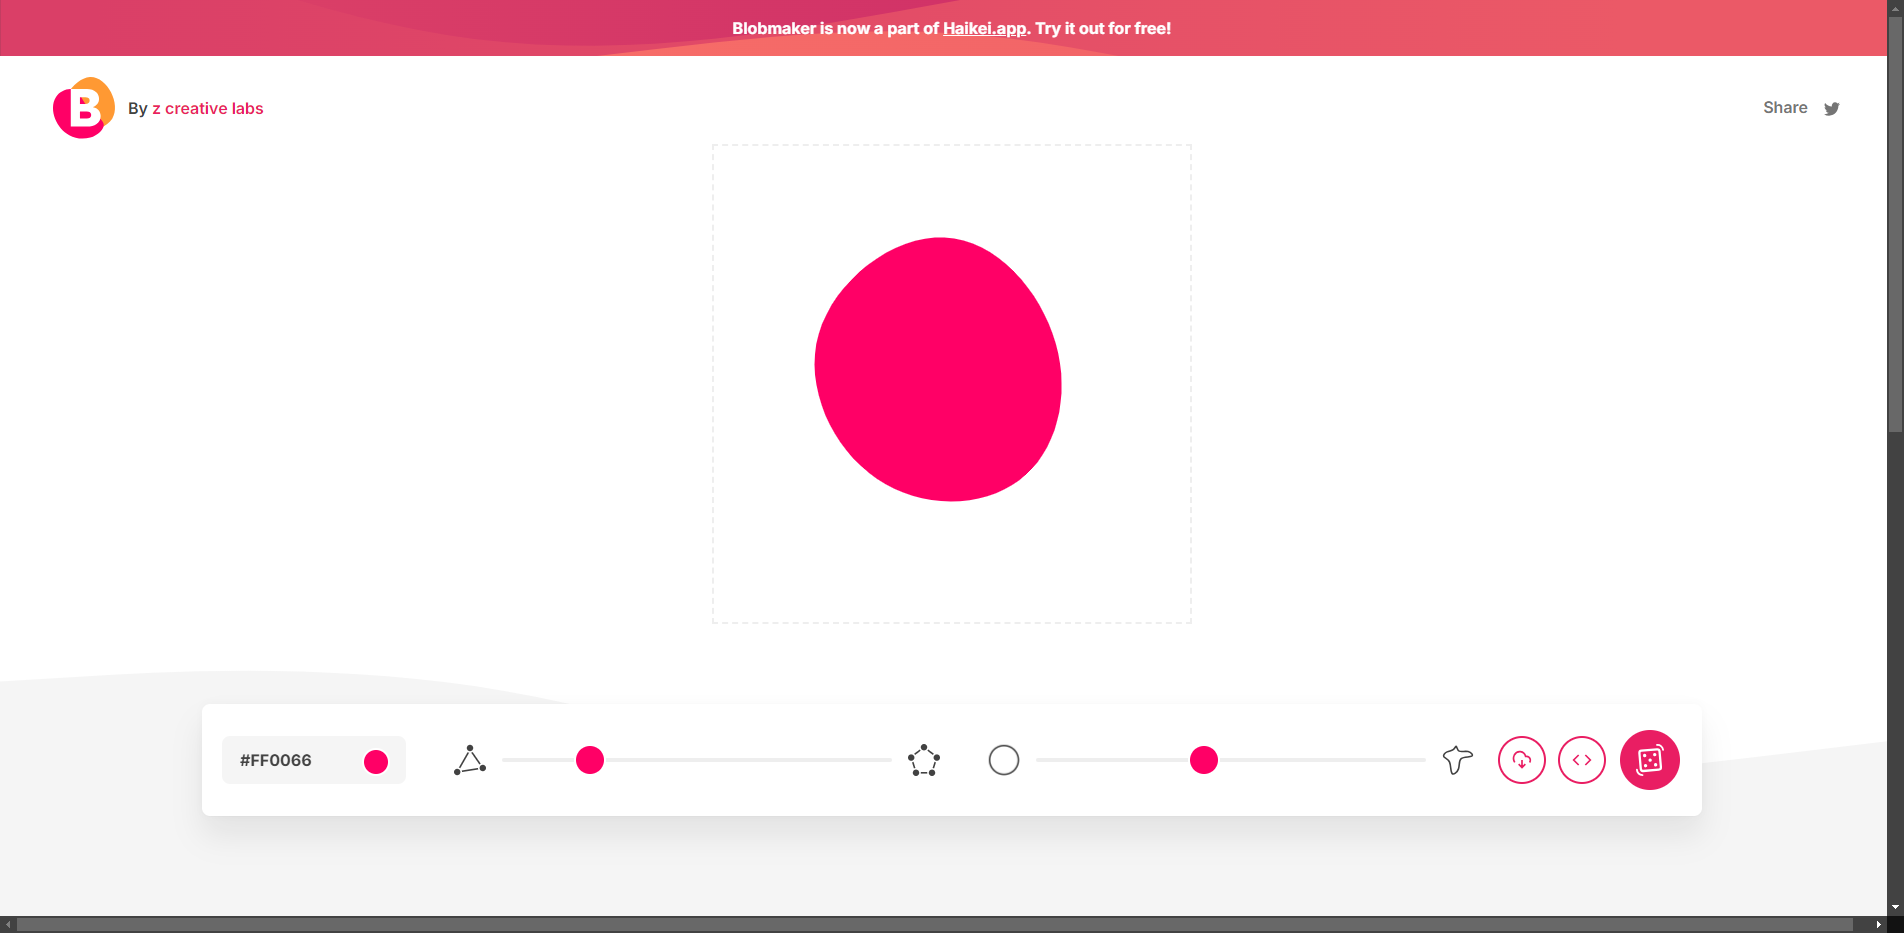 Blobmaker is now a part of Haikei.app. Try it out for free!
B
By z creative labs
Share
#FF0066